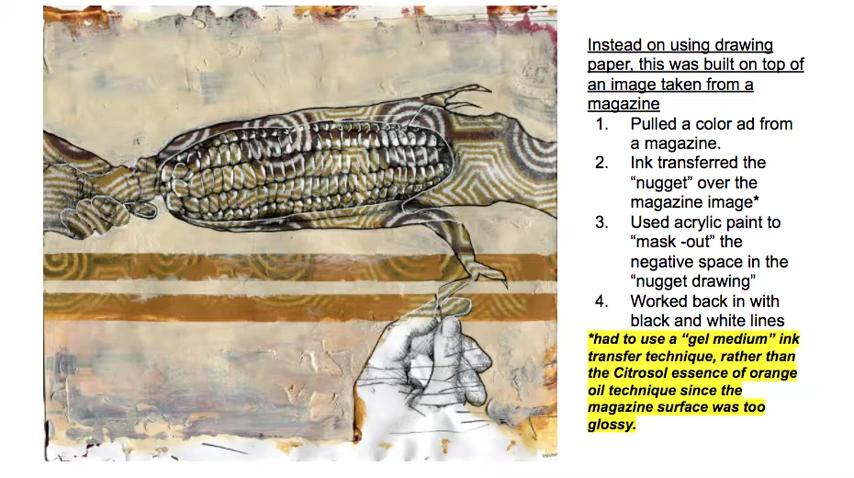 Instead on using drawing
paper, this was built on top of
an image taken from a
magazine
1. Pulled a color ad from
a magazine.
2. Ink transferred the
“nugget” over the
magazine image*
3. Used acrylic paint to
“mask -out” the
negative space in the
“nugget drawing”
4. Worked back in with
black and white lines
*had to use a “gel medium” ink
transfer technique, rather than
the Citrosol essence of orange
oil technique since the
magazine surface was too
glossy.